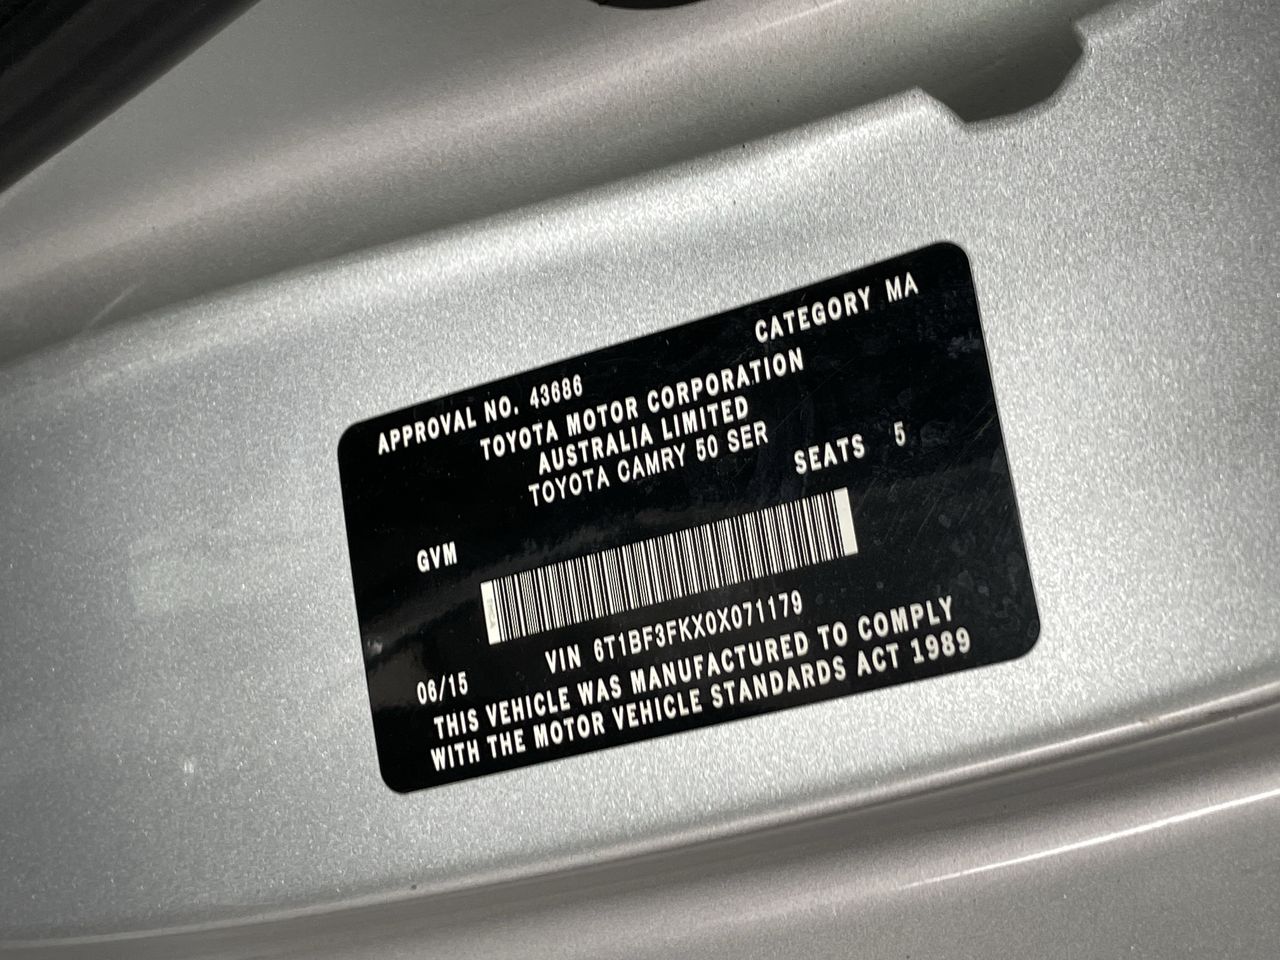 CATEGORY MA
APPROVAL NO. 43686
TOYOTA MOTOR CORPORATION
AUSTRALIA LIMITED
TOYOTA CAMRY 50 SER
SEATS 5
GVM
VIN 6T1BF3FKX0X071179
06/15
THIS VEHICLE WAS MANUFACTURED TO COMPLY
WITH THE MOTOR VEHICLE STANDARDS ACT 1989